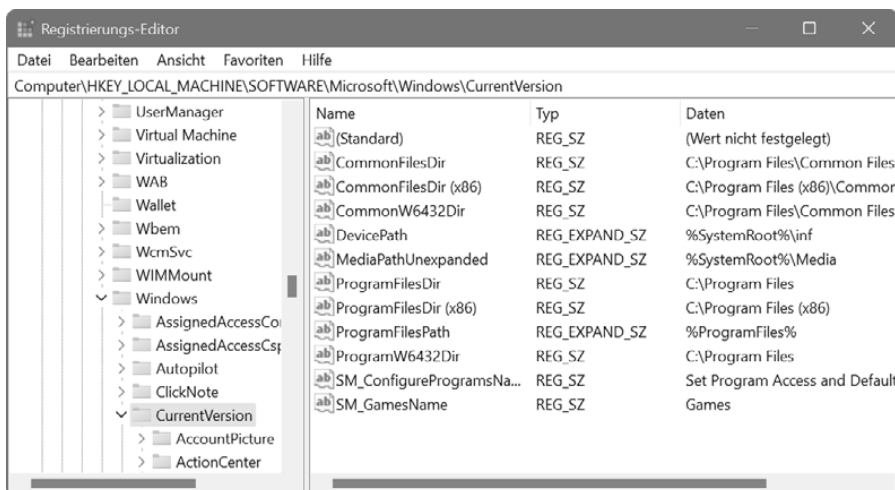 Registrierungs-Editor
Datei Bearbeiten Ansicht Favoriten Hilfe
Computer\HKEY_LOCAL_MACHINE\SOFTWARE\Microsoft\Windows\CurrentVersion
UserManager
Virtual Machine
Virtualization
WAB
Wallet
Wbem
WcmSvc
WIMMount
Windows
AssignedAccessCo
AssignedAccessCsp
Autopilot
ClickNote
CurrentVersion
AccountPicture
ActionCenter
Name Typ Daten
(Standard) REG_SZ (Wert nicht festgelegt)
CommonFilesDir REG_SZ C:\Program Files\Common Files
CommonFilesDir (x86) REG_SZ C:\Program Files (x86)\Common
CommonW6432Dir REG_SZ C:\Program Files\Common Files
DevicePath REG_EXPAND_SZ %SystemRoot%\inf
MediaPathUnexpanded REG_EXPAND_SZ %SystemRoot%\Media
ProgramFilesDir REG_SZ C:\Program Files
ProgramFilesDir (x86) REG_SZ C:\Program Files (x86)
ProgramFilesPath REG_EXPAND_SZ %ProgramFiles%
ProgramW6432Dir REG_SZ C:\Program Files
SM_ConfigureProgramsNa... REG_SZ Set Program Access and Default
SM_GamesName REG_SZ Games